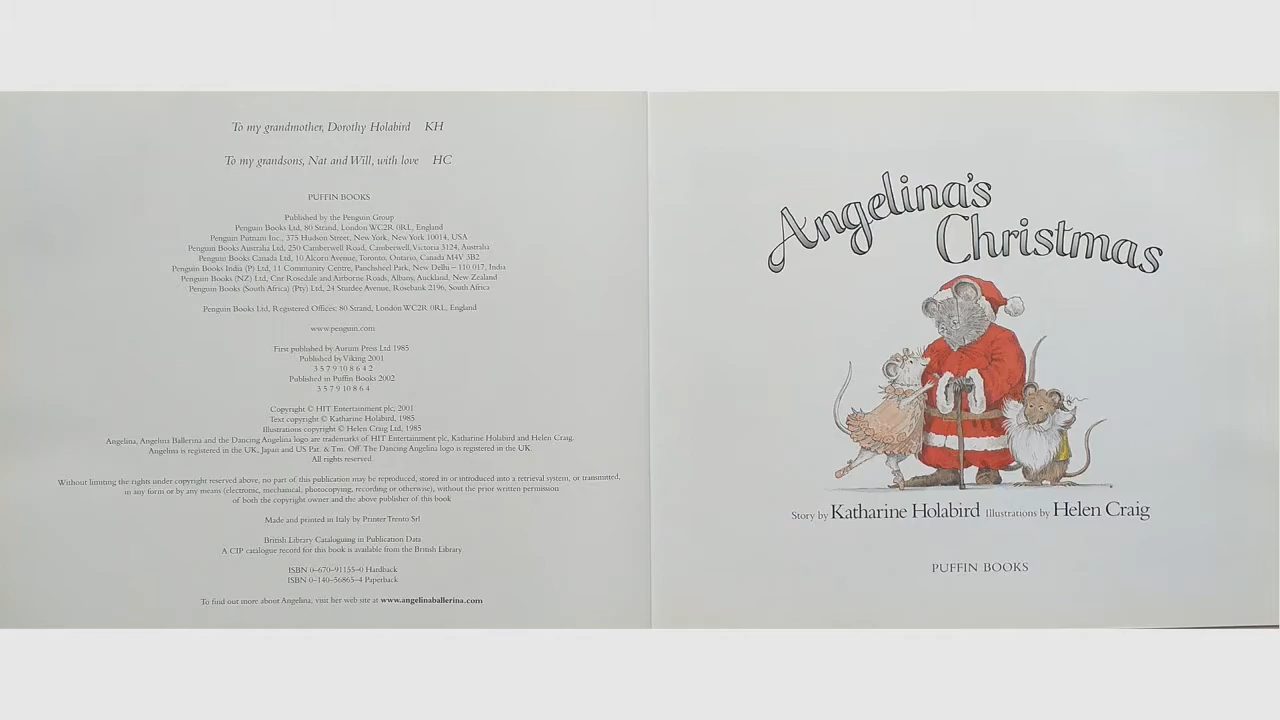 To my grandmother, Dorothy Holabird KH
To my grandsons, Nat and Will, with love HC
PUFFIN BOOKS
Published by the Penguin Group
Penguin Books Ltd, 80 Strand, London WC2R 0RL, England
Penguin Putnam Inc., 375 Hudson Street, New York, New York 10014, USA
Penguin Books Australia Ltd, 250 Camberwell Road, Camberwell, Victoria 3124, Australia
Penguin Books Canada Ltd, 10 Alcorn Avenue, Toronto, Ontario, Canada M4V 3B2
Penguin Books India (P) Ltd, 11 Community Centre, Panchsheel Park, New Delhi – 110 017, India
Penguin Books (NZ) Ltd, Cnr Rosedale and Airborne Roads, Albany, Auckland, New Zealand
Penguin Books (South Africa) (Pty) Ltd, 24 Sturdee Avenue, Rosebank 2196, South Africa
Penguin Books Ltd, Registered Offices: 80 Strand, London WC2R 0RL, England
www.penguin.com
First published by Aurum Press Ltd 1985
Published by Viking 2001
3 5 7 9 10 8 6 4 2
Published in Puffin Books 2002
3 5 7 9 10 8 6 4
Copyright © HIT Entertainment plc, 2001
Text copyright © Katharine Holabird, 1985
Illustrations copyright © Helen Craig Ltd, 1985
Angelina, Angelina Ballerina and the Dancing Angelina logo are trademarks of HIT Entertainment plc, Katharine Holabird and Helen Craig.
Angelina is registered in the UK, Japan and US Pat. & Tm. Off. The Dancing Angelina logo is registered in the UK.
All rights reserved.
Without limiting the rights under copyright reserved above, no part of this publication may be reproduced, stored in or introduced into a retrieval system, or transmitted,
in any form or by any means (electronic, mechanical, photocopying, recording or otherwise), without the prior written permission
of both the copyright owner and the above publisher of this book
Made and printed in Italy by Printer Trento Srl
British Library Cataloguing in Publication Data
A CIP catalogue record for this book is available from the British Library
ISBN 0–670–91155–0 Hardback
ISBN 0–140–56865–4 Paperback
To find out more about Angelina, visit her web site at www.angelinaballerina.com
Angelina's
Christmas
Story by Katharine Holabird Illustrations by Helen Craig
PUFFIN BOOKS